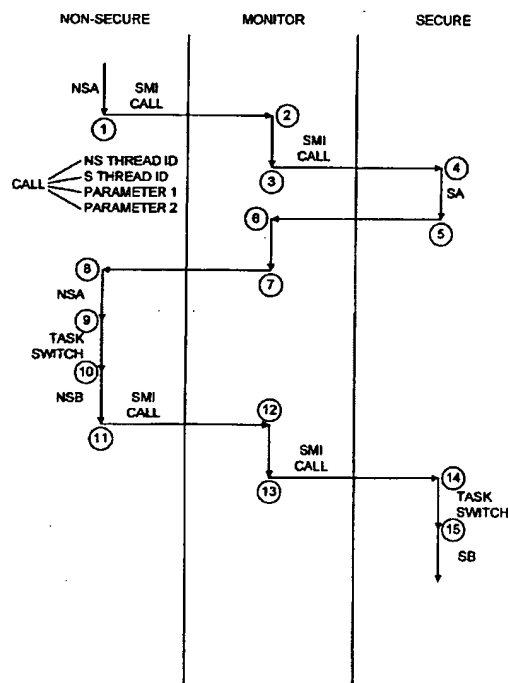 NON-SECURE MONITOR SECURE
NSA
SMI
CALL
1
2
SMI
CALL
3
4
CALL
NS THREAD ID
S THREAD ID
PARAMETER 1
PARAMETER 2
SA
6
5
8
7
NSA
9
TASK
SWITCH
10
NSB
SMI
CALL
11
12
SMI
CALL
13
14
TASK
SWITCH
15
SB